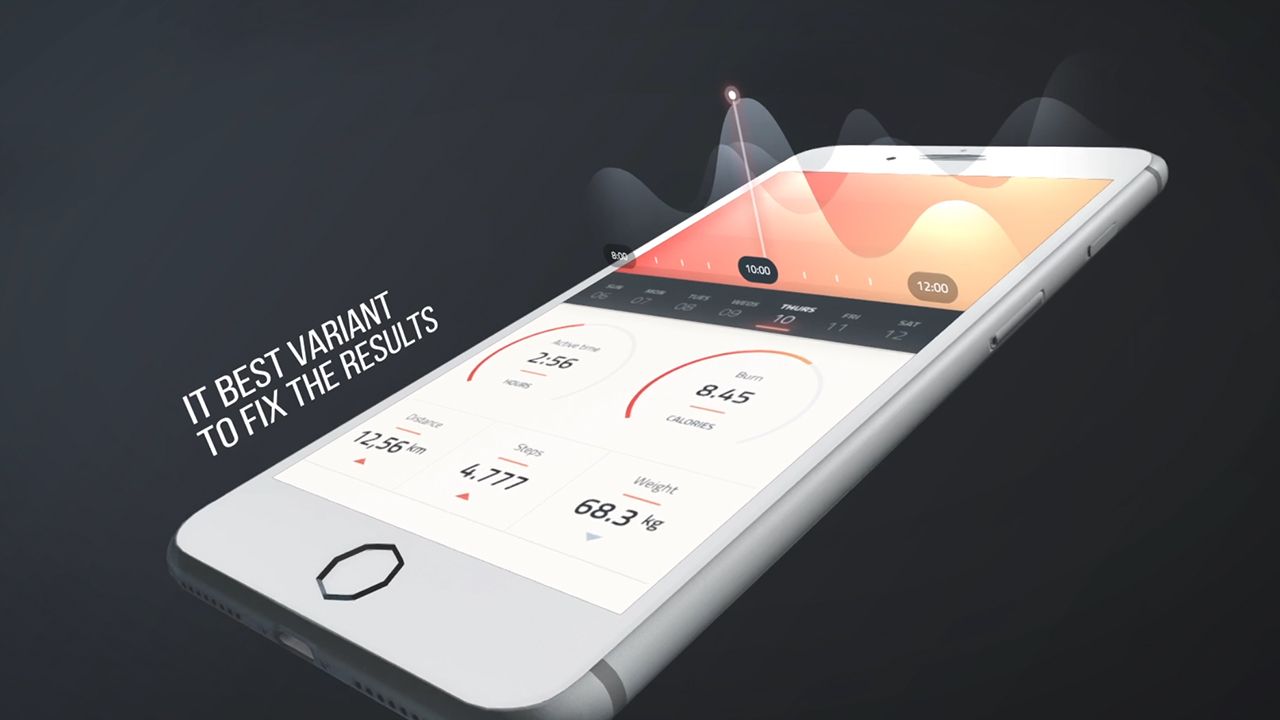 IT BEST VARIANT
TO FIX THE RESULTS
8:00
10:00
12:00
SUN MON TUES WEDS THURS FRI SAT
06 07 08 09 10 11 12
Active time
2:56
HOURS
Burn
8.45
CALORIES
Distance
12,56 km
Steps
4.777
Weight
68.3 kg